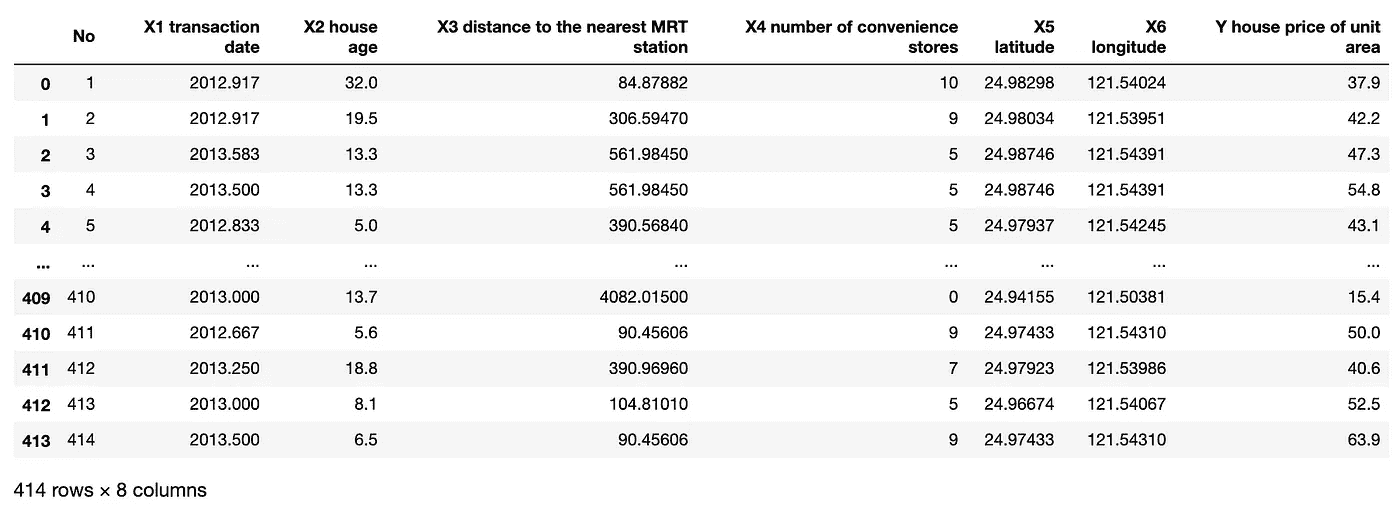 No X1 transaction date X2 house age X3 distance to the nearest MRT station X4 number of convenience stores X5 latitude X6 longitude Y house price of unit area
0 1 2012.917 32.0 84.87882 10 24.98298 121.54024 37.9
1 2 2012.917 19.5 306.59470 9 24.98034 121.53951 42.2
2 3 2013.583 13.3 561.98450 5 24.98746 121.54391 47.3
3 4 2013.500 13.3 561.98450 5 24.98746 121.54391 54.8
4 5 2012.833 5.0 390.56840 5 24.97937 121.54245 43.1
... ... ... ... ... ... ... ... ...
409 410 2013.000 13.7 4082.01500 0 24.94155 121.50381 15.4
410 411 2012.667 5.6 90.45606 9 24.97433 121.54310 50.0
411 412 2013.250 18.8 390.96960 7 24.97923 121.53986 40.6
412 413 2013.000 8.1 104.81010 5 24.96674 121.54067 52.5
413 414 2013.500 6.5 90.45606 9 24.97433 121.54310 63.9
414 rows × 8 columns